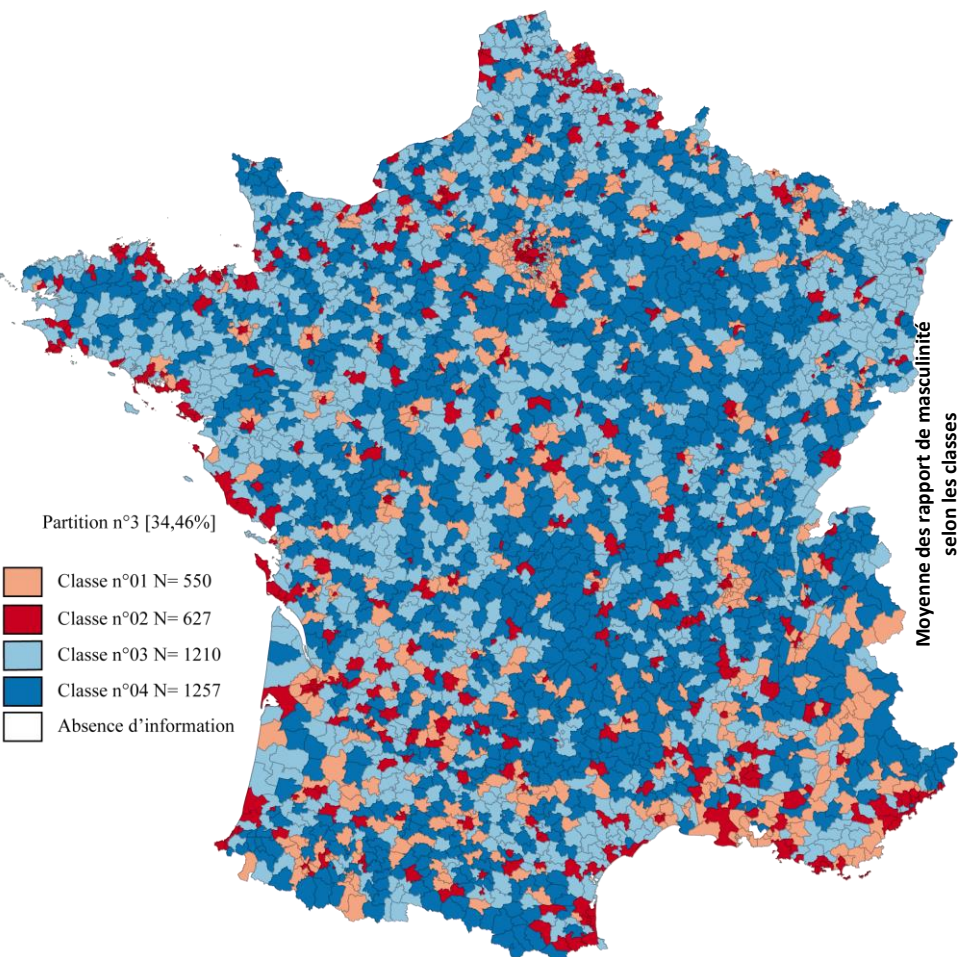 Partition n°3 [34,46%]
Classe n°01 N= 550
Classe n°02 N= 627
Classe n°03 N= 1210
Classe n°04 N= 1257
Absence d’information
Moyenne des rapport de masculinité
selon les classes